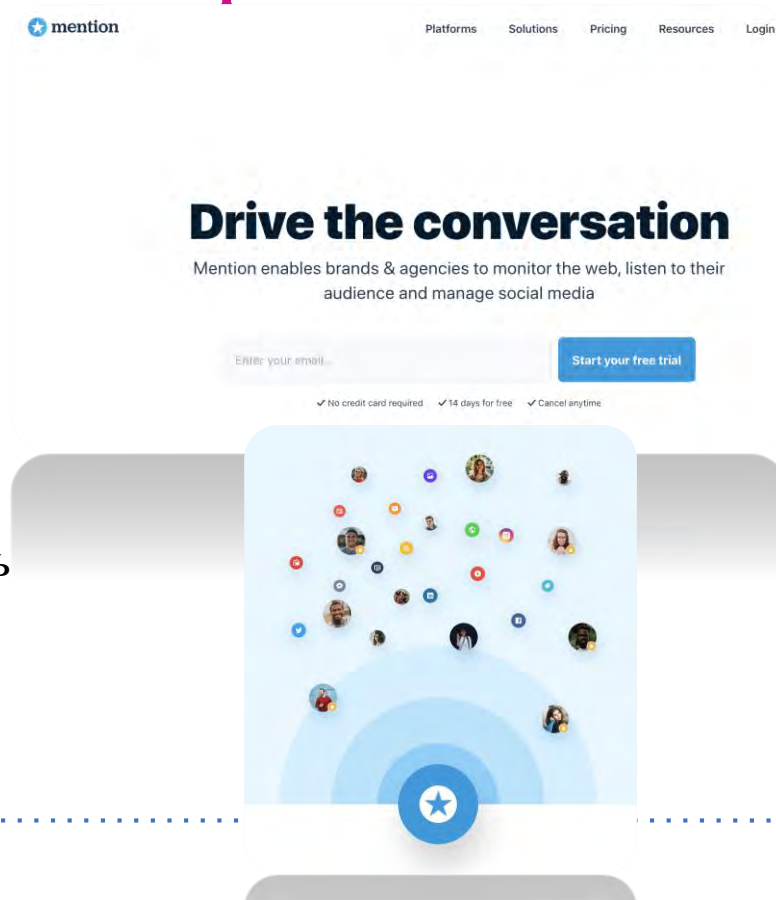 mention
Platforms Solutions Pricing Resources Login
Drive the conversation
Mention enables brands & agencies to monitor the web, listen to their
audience and manage social media
Enter your email... Start your free trial
✓ No credit card required ✓ 14 days for free ✓ Cancel anytime